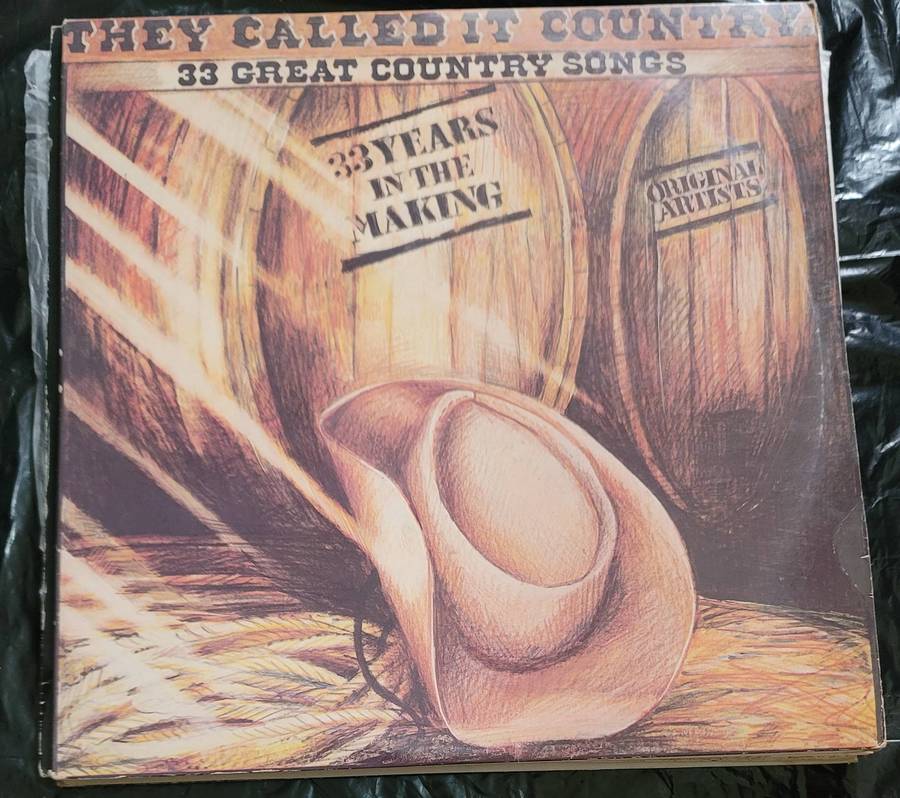 THEY CALLED IT COUNTRY
33 GREAT COUNTRY SONGS
33 YEARS
IN THE
MAKING
ORIGINAL
ARTISTS